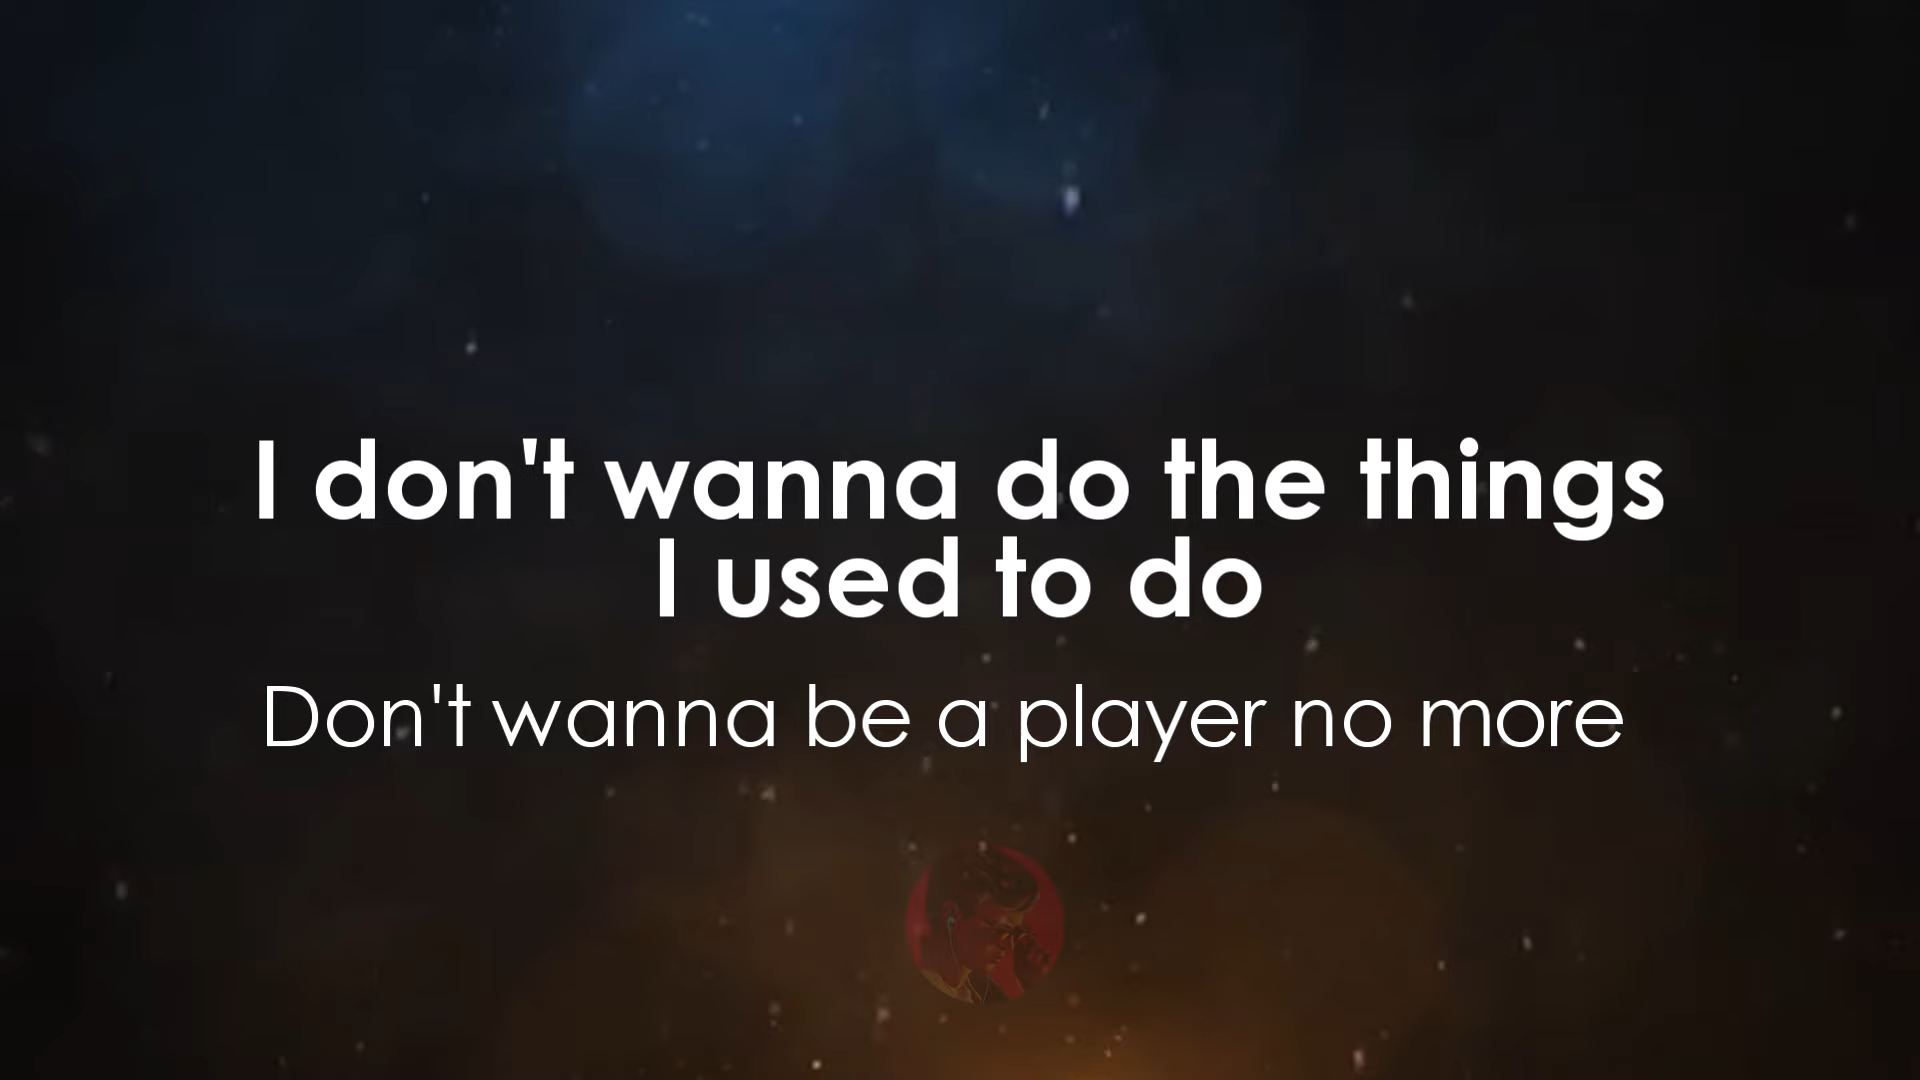 I don't wanna do the things
I used to do
Don't wanna be a player no more